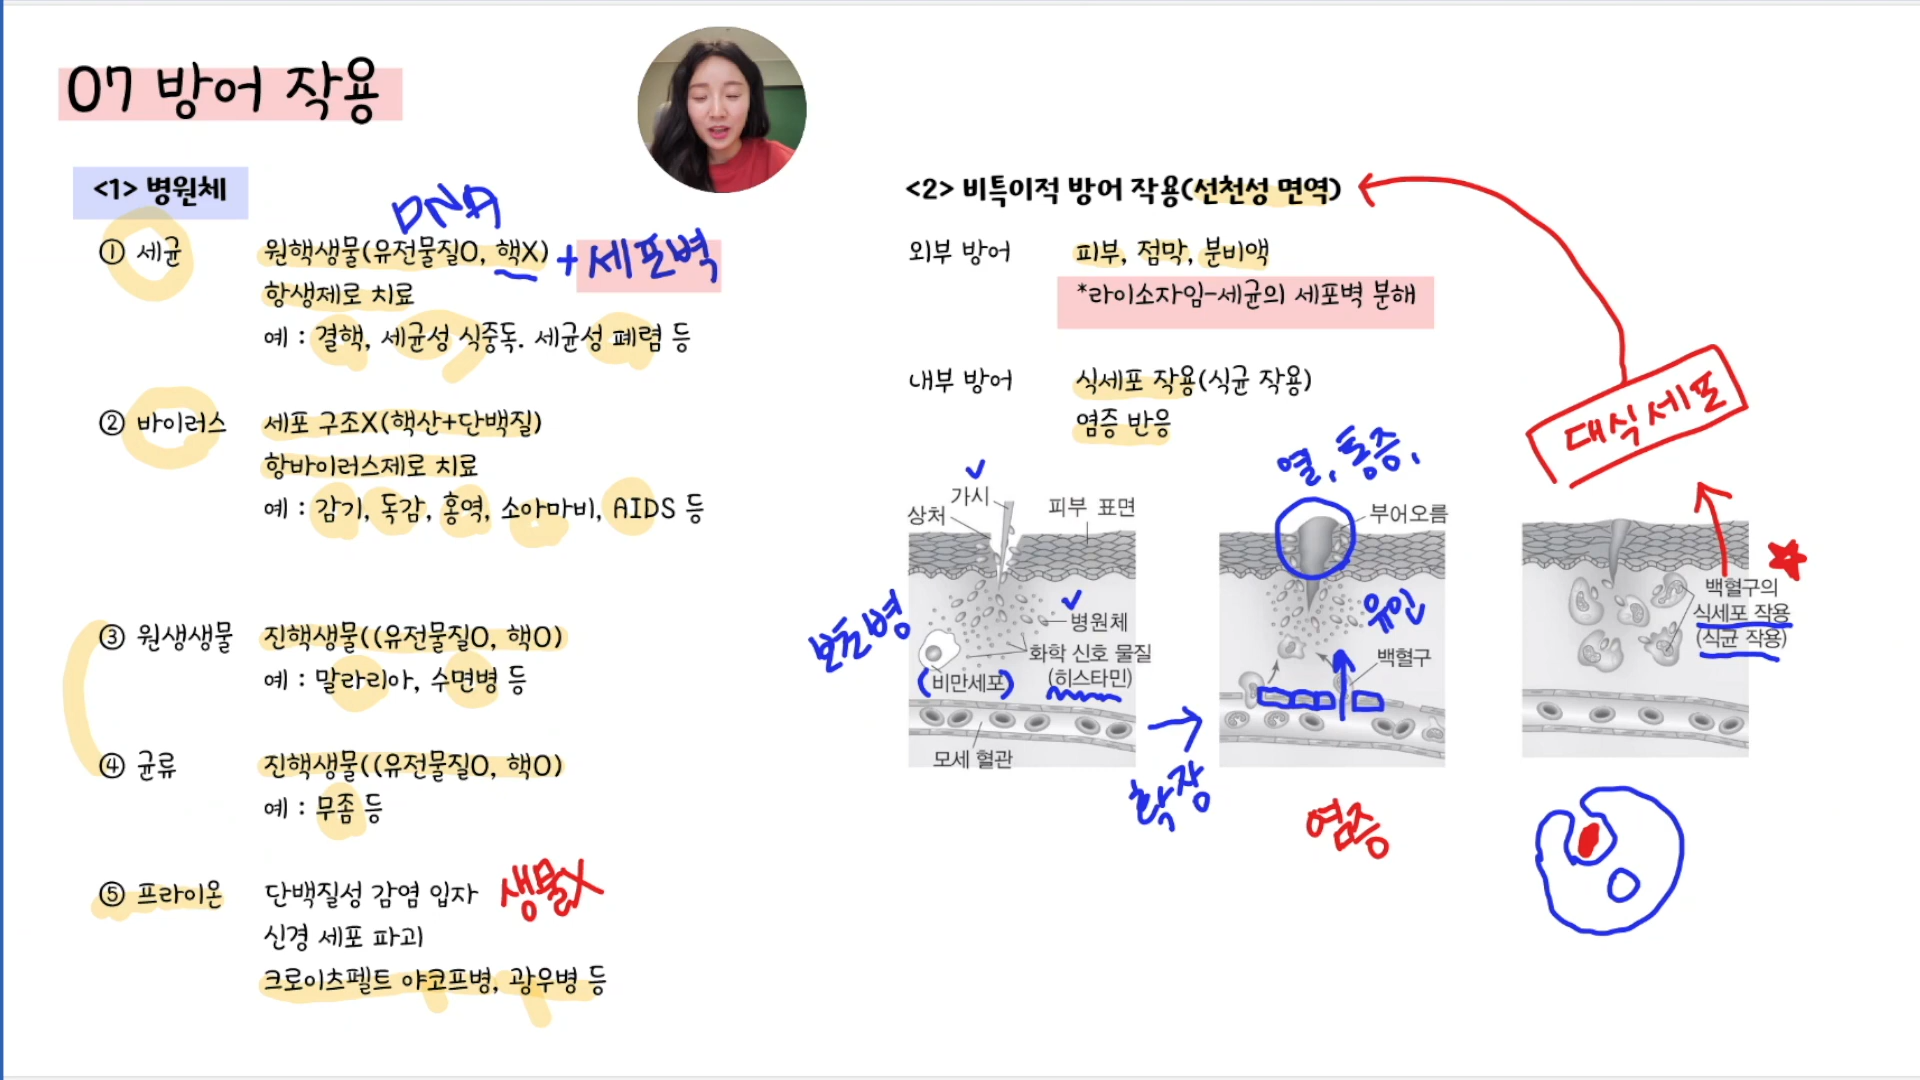 07 방어 작용
<1> 병원체
DNA
① 세균
원핵생물(유전물질O, 핵X)
+ 세포벽
항생제로 치료
예 : 결핵, 세균성 식중독. 세균성 폐렴 등
② 바이러스
세포 구조X(핵산+단백질)
항바이러스제로 치료
예 : 감기, 독감, 홍역, 소아마비, AIDS 등
③ 원생생물
진핵생물((유전물질O, 핵O)
예 : 말라리아, 수면병 등
④ 균류
진핵생물((유전물질O, 핵O)
예 : 무좀 등
⑤ 프라이온
단백질성 감염 입자
생물X
신경 세포 파괴
크로이츠펠트 야코프병, 광우병 등
<2> 비특이적 방어 작용(선천성 면역)
외부 방어
피부, 점막, 분비액
*라이소자임-세균의 세포벽 분해
내부 방어
식세포 작용(식균 작용)
염증 반응
대식세포
열, 통증,
가시
상처
피부 표면
보초병
병원체
화학 신호 물질
(히스타민)
(비만세포)
모세 혈관
확장
부어오름
유인
백혈구
염증
백혈구의
식세포 작용
(식균 작용)